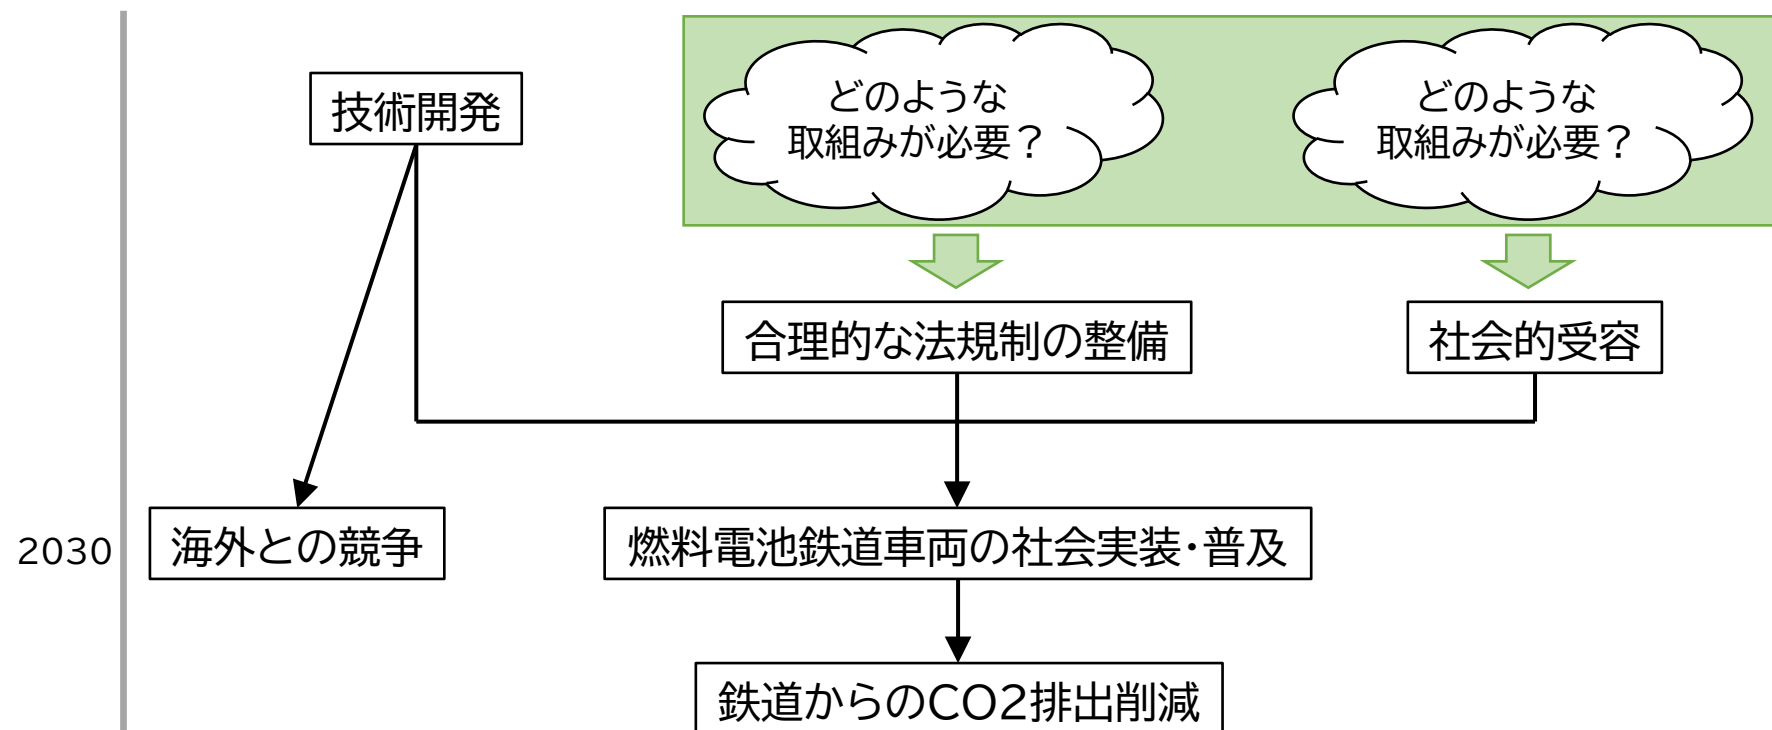 技術開発
どのような
取組みが必要？
どのような
取組みが必要？
合理的な法規制の整備
社会的受容
2030
海外との競争
燃料電池鉄道車両の社会実装・普及
鉄道からのCO2排出削減